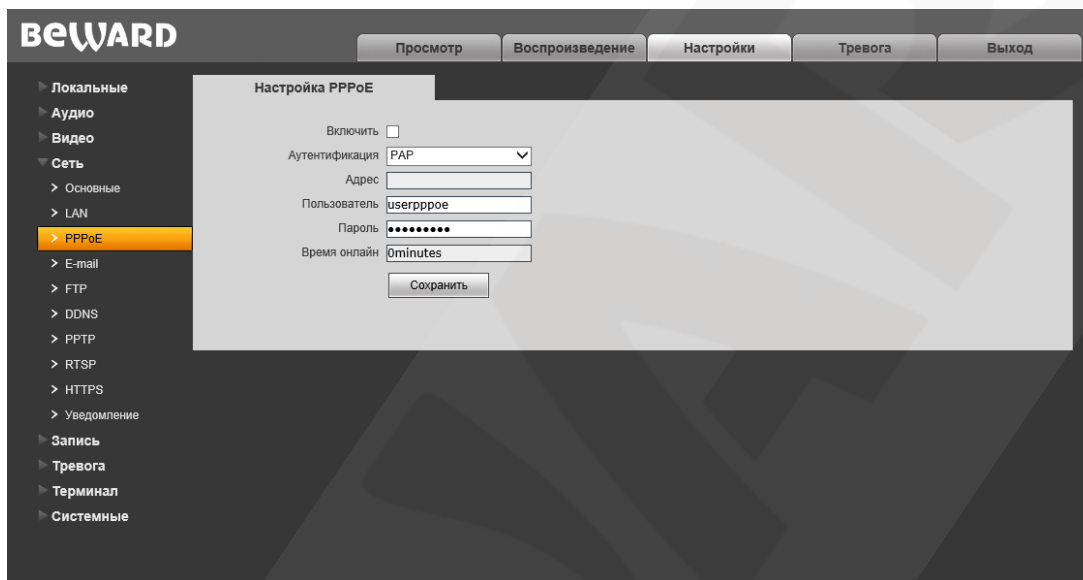 BEWARD
Просмотр Воспроизведение Настройки Тревога Выход
Локальные
Аудио
Видео
Сеть
Основные
LAN
PPPoE
E-mail
FTP
DDNS
PPTP
RTSP
HTTPS
Уведомление
Запись
Тревога
Терминал
Системные
Настройка PPPoE
Включить
Аутентификация PAP
Адрес
Пользователь userpppoe
Пароль •••••••••
Время онлайн 0minutes
Сохранить